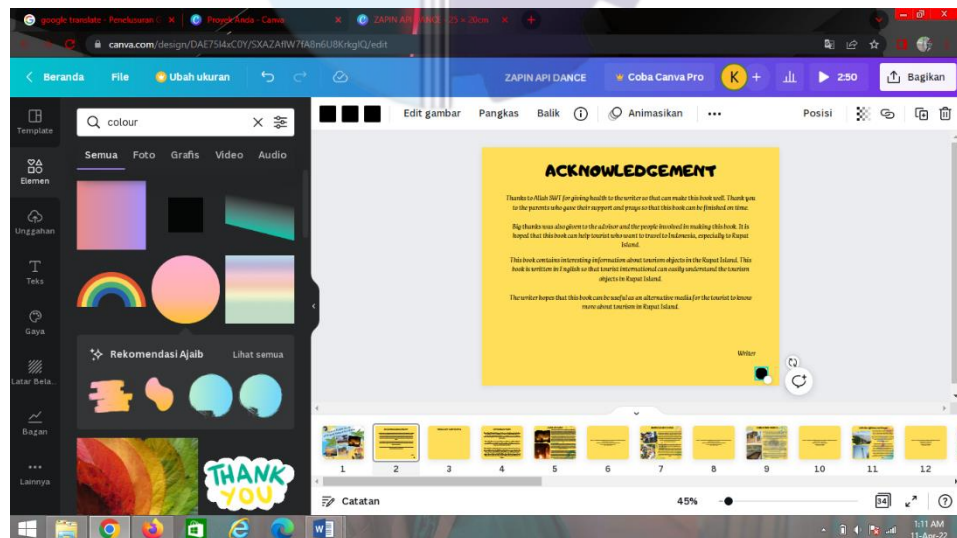 google translate - Penelusuran G
Proyek Anda - Canva
ZAPIN API DANCE - 25 × 20cm
canva.com/design/DAE75l4xC0Y/SXAZAflW7fA8n6U8KrkgIQ/edit
Beranda File Ubah ukuran ZAPIN API DANCE Coba Canva Pro K + 2:50 Bagikan
Template
Elemen
Unggahan
Teks
Gaya
Latar Bela...
Bagan
Lainnya
colour
Semua Foto Grafis Video Audio
Rekomendasi Ajaib Lihat semua
THANK
YOU
Edit gambar Pangkas Balik Animasikan Posisi
ACKNOWLEDGEMENT
Thanks to Allah SWT for giving health to the writer so that can make this book well. Thank you
to the parents who gave their support and prays so that this book can be finished on time.
Big thanks was also given to the advisor and the people involved in making this book. It is
hoped that this book can help tourist who want to travel to Indonesia, especially to Rupat
Island.
This book contains interesting information about tourism objects in the Rupat Island. This
book is written in English so that tourist international can easily understand the tourism
objects in Rupat Island.
The writer hopes that this book can be useful as an alternative media for the tourist to know
more about tourism in Rupat Island.
Writer
1 2 3 4 5 6 7 8 9 10 11 12
Catatan 45% 34
1:11 AM
11-Apr-22